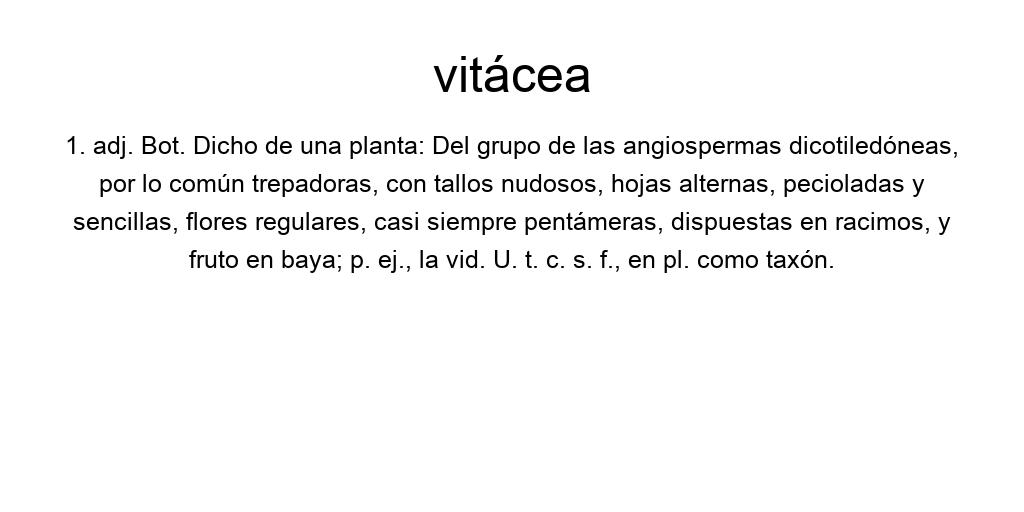 vitácea
1. adj. Bot. Dicho de una planta: Del grupo de las angiospermas dicotiledóneas,
por lo común trepadoras, con tallos nudosos, hojas alternas, pecioladas y
sencillas, flores regulares, casi siempre pentámeras, dispuestas en racimos, y
fruto en baya; p. ej., la vid. U. t. c. s. f., en pl. como taxón.